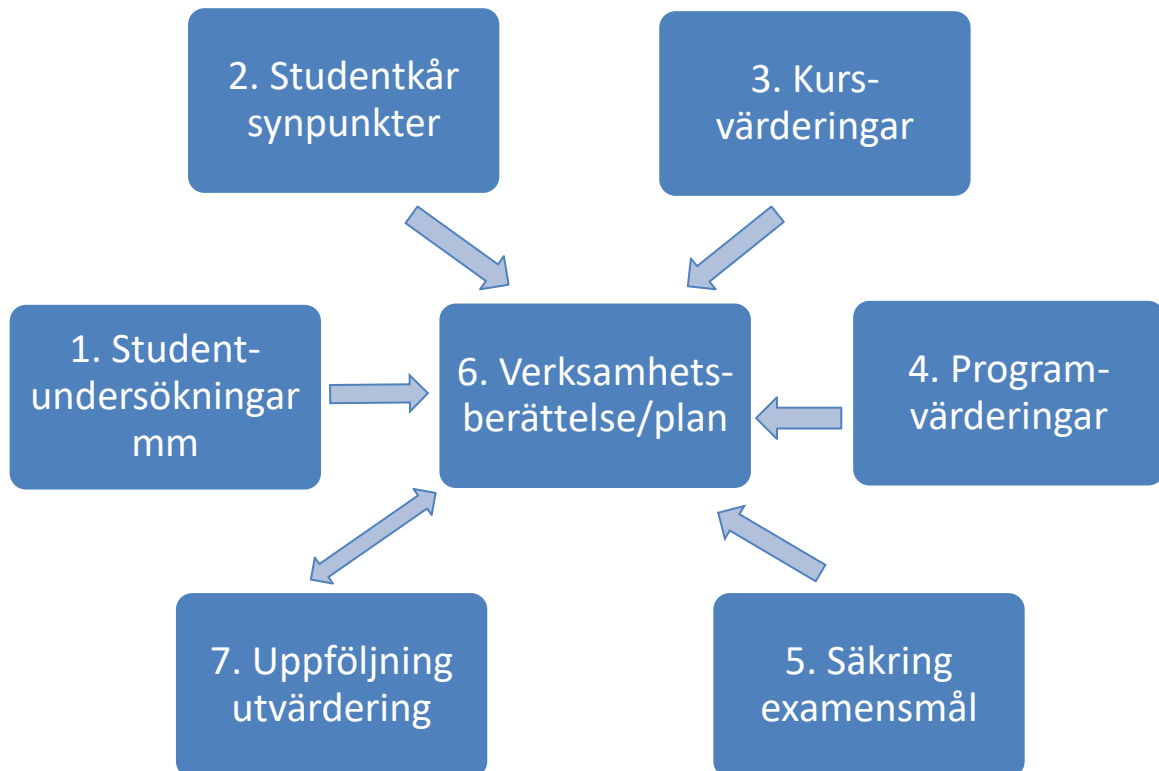 2. Studentkår
synpunkter
3. Kurs-
värderingar
1. Student-
undersökningar
mm
6. Verksamhets-
berättelse/plan
4. Program-
värderingar
7. Uppföljning
utvärdering
5. Säkring
examensmål